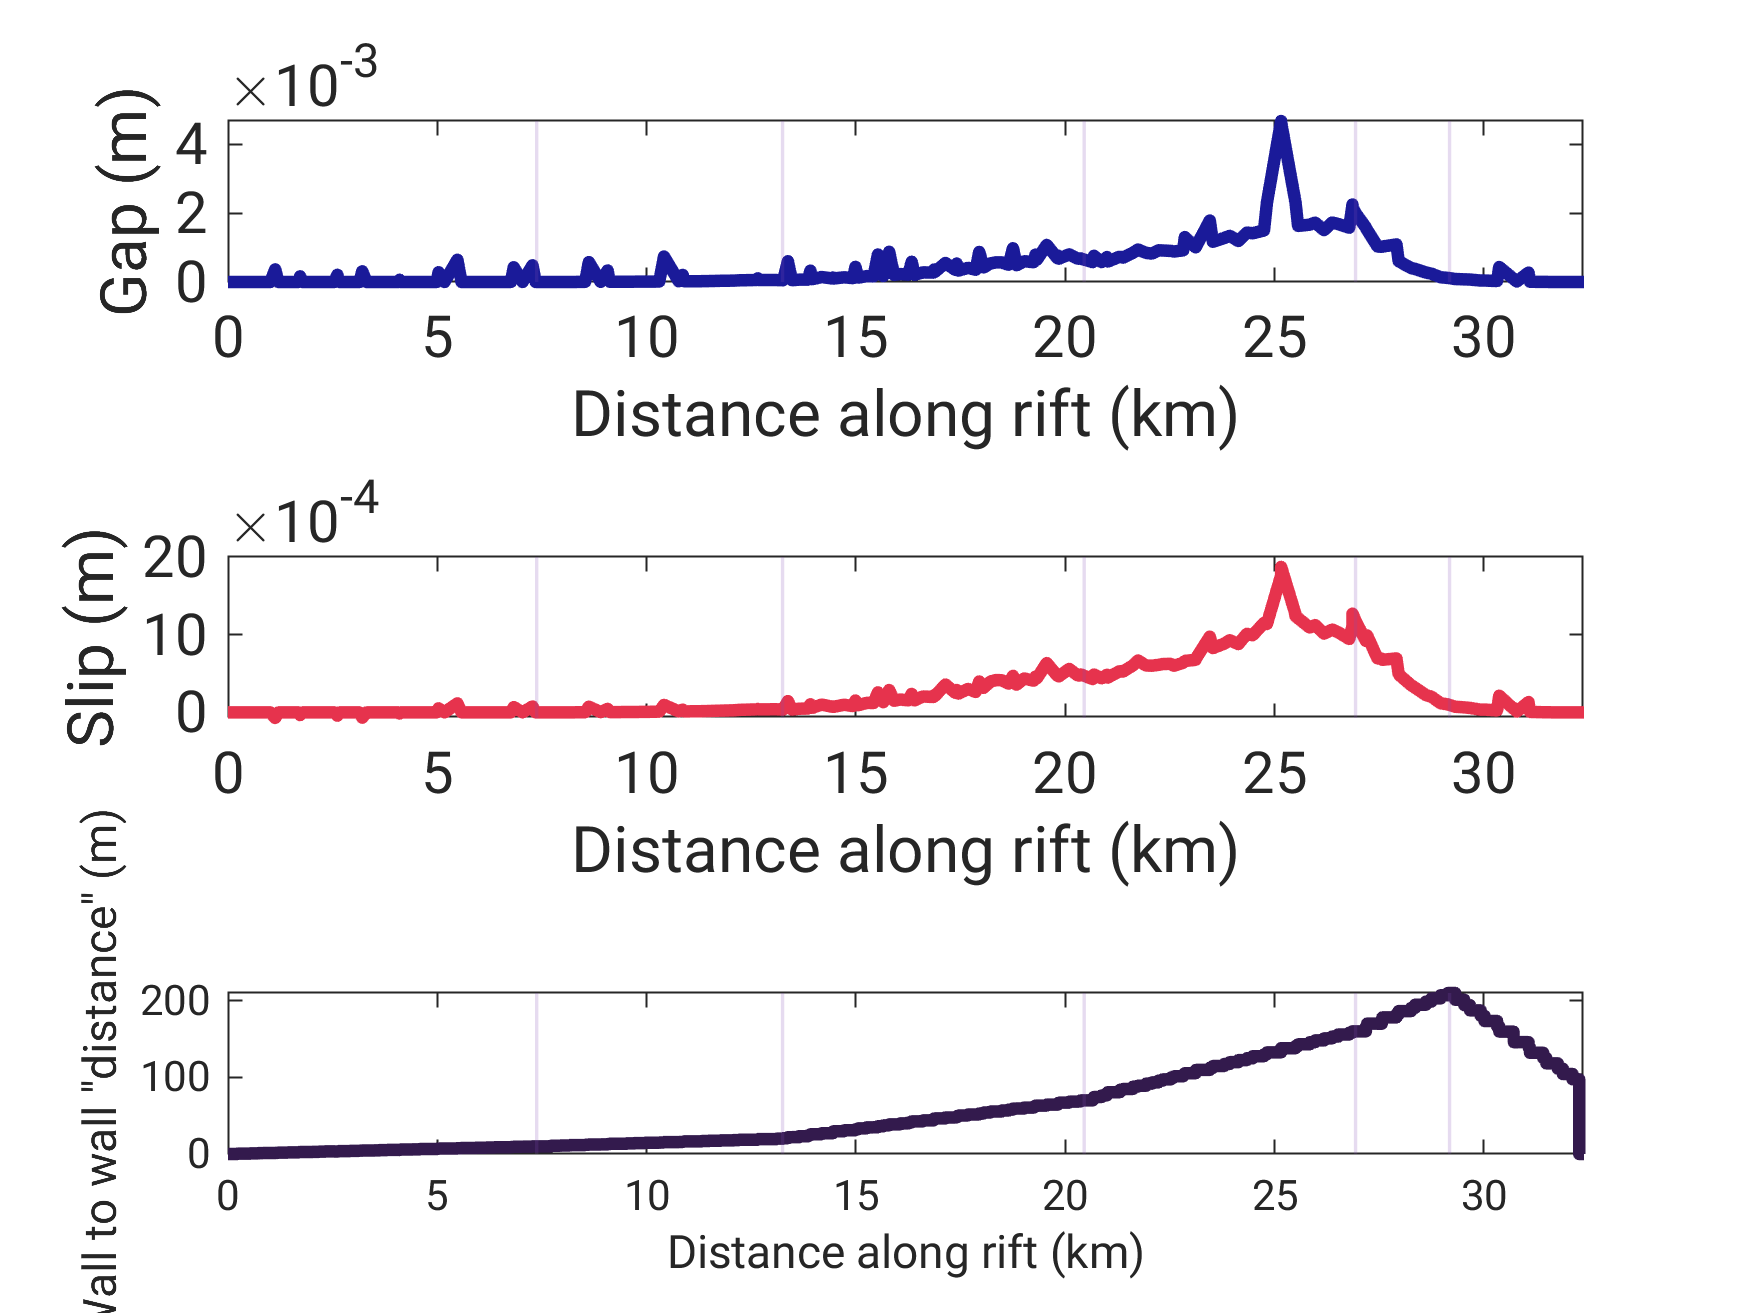 ×10-3
Gap (m)
4
2
0
0 5 10 15 20 25 30
Distance along rift (km)
×10-4
Slip (m)
20
10
0
0 5 10 15 20 25 30
Distance along rift (km)
to wall "distance" (m)
200
100
0
0 5 10 15 20 25 30
Distance along rift (km)